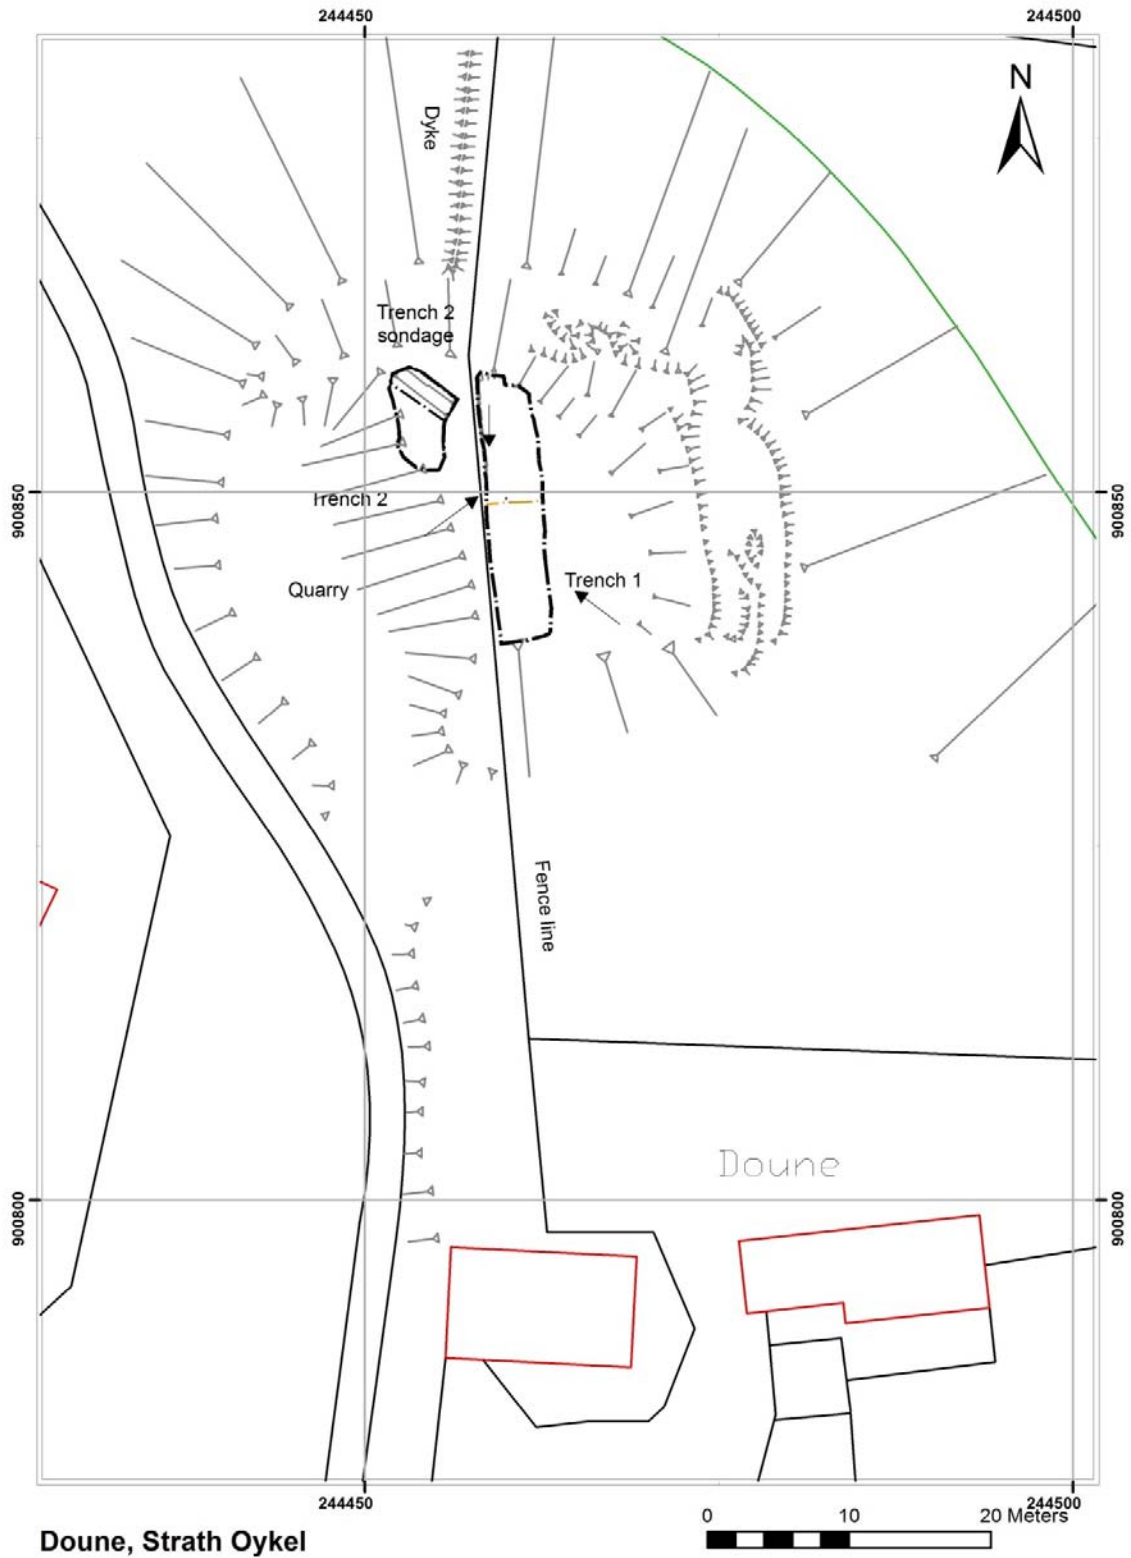 244450
244500
N
Dyke
Trench 2
sondage
900850
Trench 2
900850
Trench 1
Quarry
Fence line
Doune
900800
900800
244450
244500
0 10 20 Meters
Doune, Strath Oykel